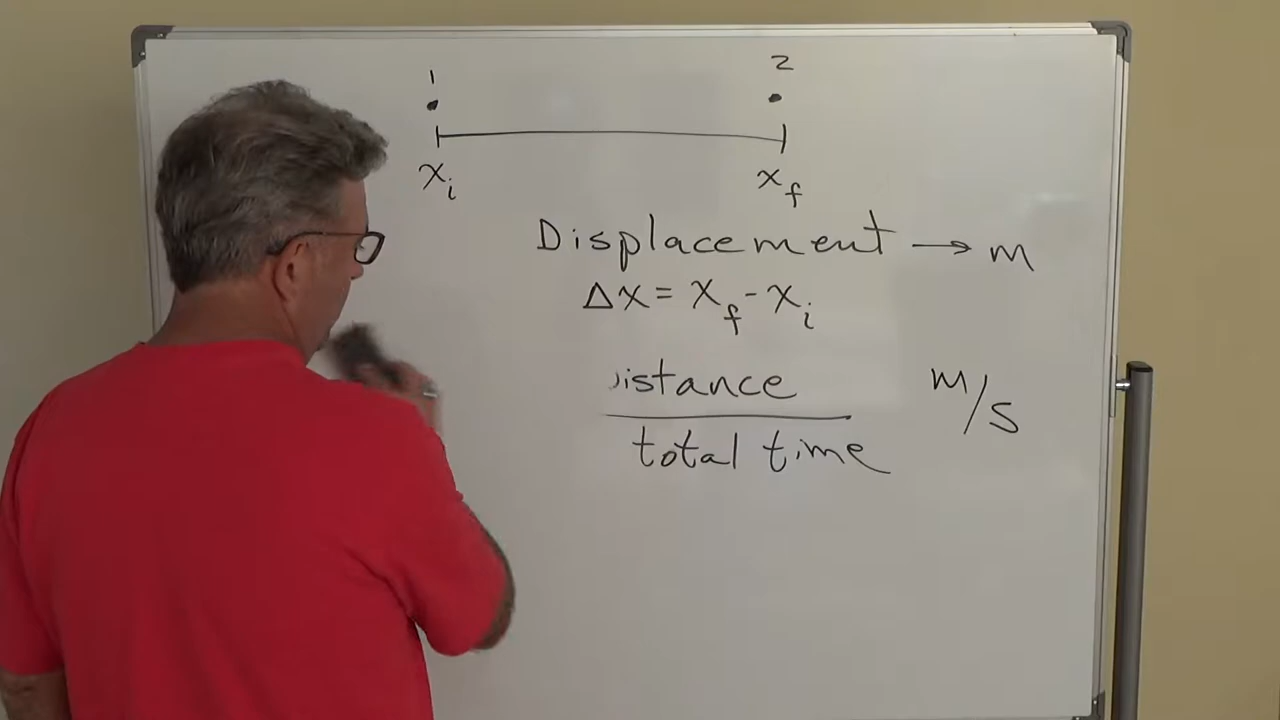 1 2
xi xf
Displacement → m
Δx = xf - xi
istance m/s
total time